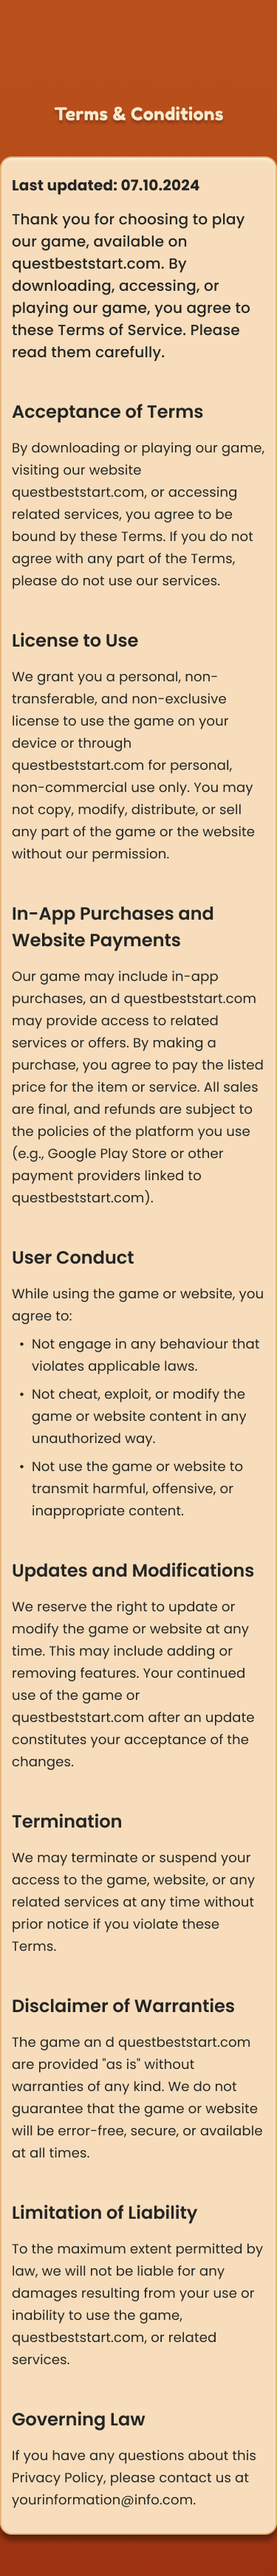 Terms & Conditions
Last updated: 07.10.2024
Thank you for choosing to play
our game, available on
questbeststart.com. By
downloading, accessing, or
playing our game, you agree to
these Terms of Service. Please
read them carefully.
Acceptance of Terms
By downloading or playing our game,
visiting our website
questbeststart.com, or accessing
related services, you agree to be
bound by these Terms. If you do not
agree with any part of the Terms,
please do not use our services.
License to Use
We grant you a personal, non-
transferable, and non-exclusive
license to use the game on your
device or through
questbeststart.com for personal,
non-commercial use only. You may
not copy, modify, distribute, or sell
any part of the game or the website
without our permission.
In-App Purchases and
Website Payments
Our game may include in-app
purchases, an d questbeststart.com
may provide access to related
services or offers. By making a
purchase, you agree to pay the listed
price for the item or service. All sales
are final, and refunds are subject to
the policies of the platform you use
(e.g., Google Play Store or other
payment providers linked to
questbeststart.com).
User Conduct
While using the game or website, you
agree to:
• Not engage in any behaviour that
violates applicable laws.
• Not cheat, exploit, or modify the
game or website content in any
unauthorized way.
• Not use the game or website to
transmit harmful, offensive, or
inappropriate content.
Updates and Modifications
We reserve the right to update or
modify the game or website at any
time. This may include adding or
removing features. Your continued
use of the game or
questbeststart.com after an update
constitutes your acceptance of the
changes.
Termination
We may terminate or suspend your
access to the game, website, or any
related services at any time without
prior notice if you violate these
Terms.
Disclaimer of Warranties
The game an d questbeststart.com
are provided "as is" without
warranties of any kind. We do not
guarantee that the game or website
will be error-free, secure, or available
at all times.
Limitation of Liability
To the maximum extent permitted by
law, we will not be liable for any
damages resulting from your use or
inability to use the game,
questbeststart.com, or related
services.
Governing Law
If you have any questions about this
Privacy Policy, please contact us at
yourinformation@info.com.